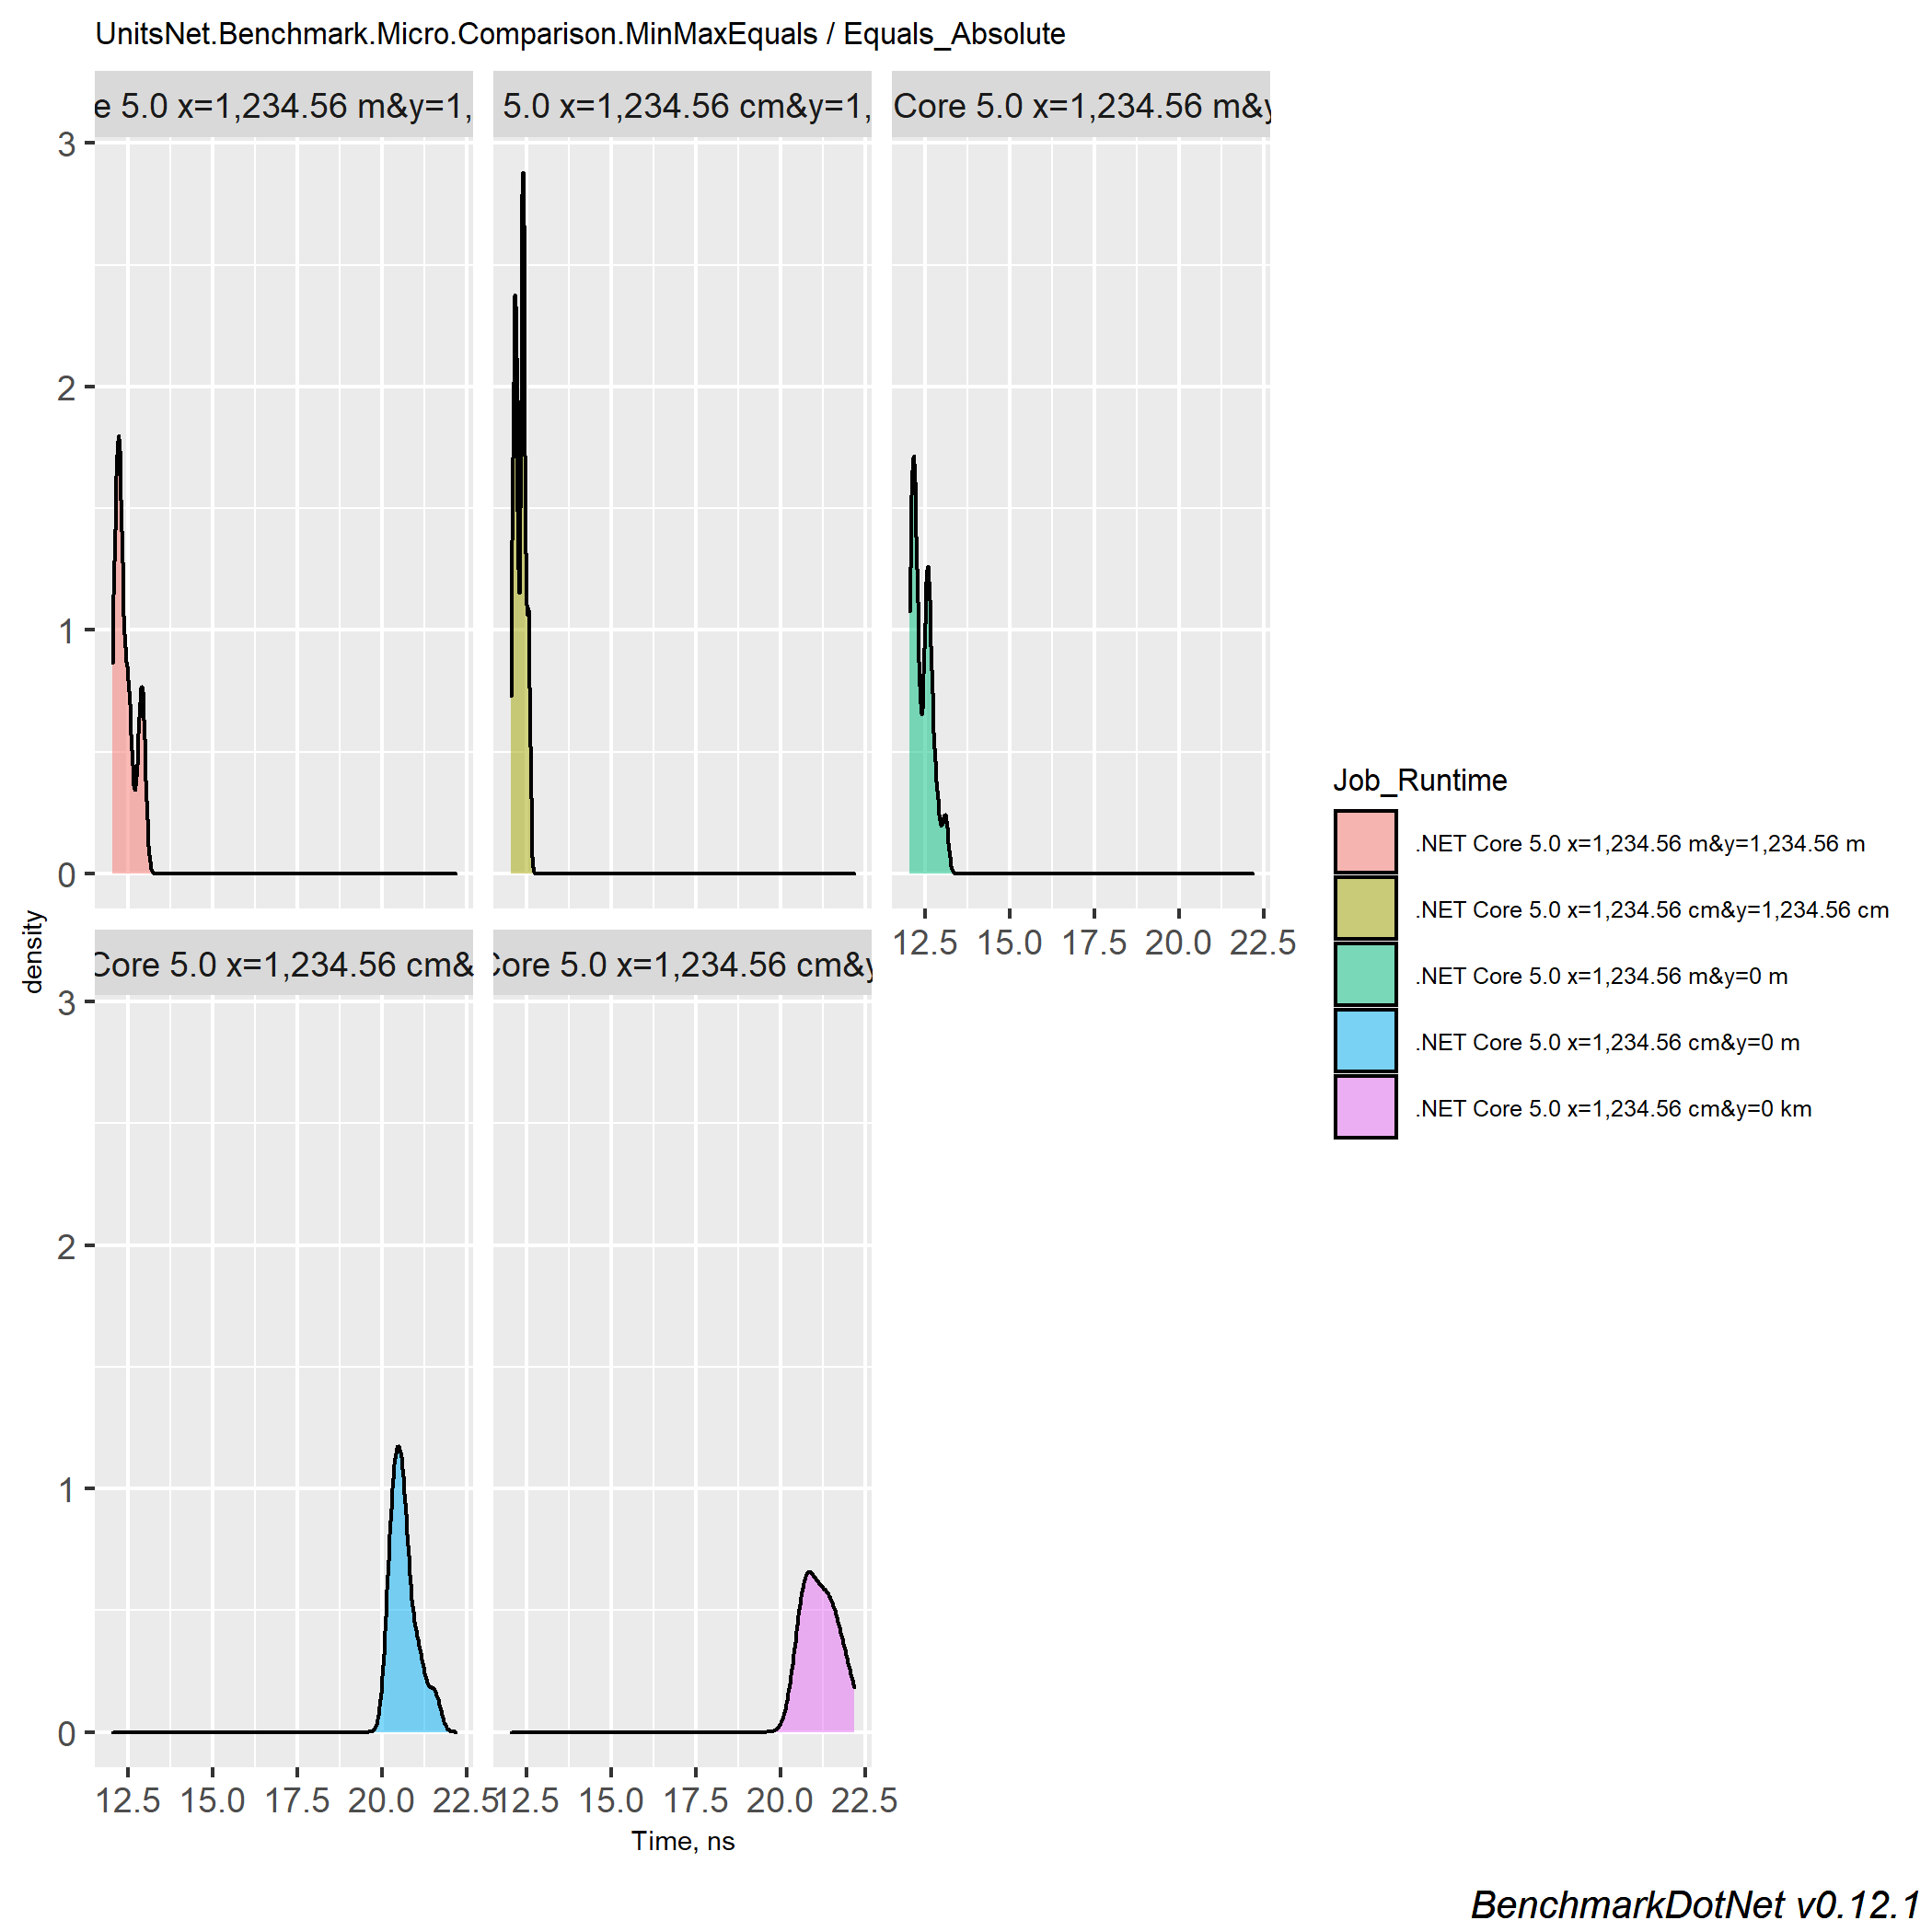 UnitsNet.Benchmark.Micro.Comparison.MinMaxEquals / Equals_Absolute
e 5.0 x=1,234.56 m&y=1,
5.0 x=1,234.56 cm&y=1,
Core 5.0 x=1,234.56 m&y
3
2
1
0
12.5 15.0 17.5 20.0 22.5
density
Core 5.0 x=1,234.56 cm&
Core 5.0 x=1,234.56 cm&y
3
2
1
0
12.5 15.0 17.5 20.0 22.5
12.5 15.0 17.5 20.0 22.5
Time, ns
Job_Runtime
.NET Core 5.0 x=1,234.56 m&y=1,234.56 m
.NET Core 5.0 x=1,234.56 cm&y=1,234.56 cm
.NET Core 5.0 x=1,234.56 m&y=0 m
.NET Core 5.0 x=1,234.56 cm&y=0 m
.NET Core 5.0 x=1,234.56 cm&y=0 km
BenchmarkDotNet v0.12.1